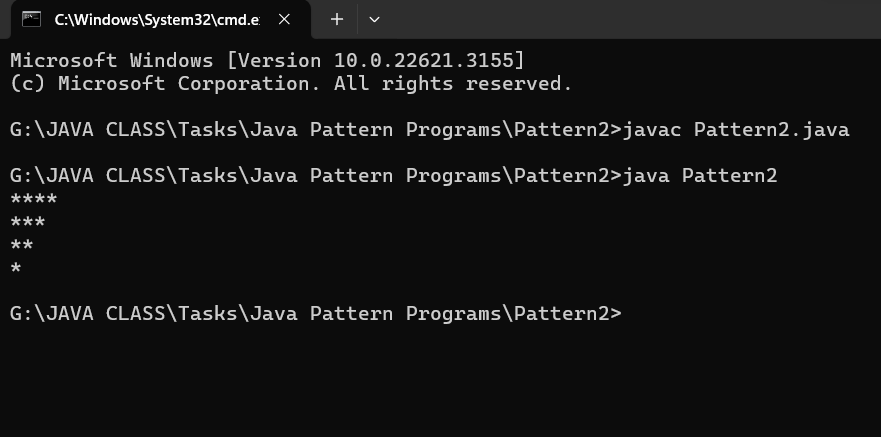 C:\Windows\System32\cmd.e
Microsoft Windows [Version 10.0.22621.3155]
(c) Microsoft Corporation. All rights reserved.
G:\JAVA CLASS\Tasks\Java Pattern Programs\Pattern2>javac Pattern2.java
G:\JAVA CLASS\Tasks\Java Pattern Programs\Pattern2>java Pattern2
****
***
**
*
G:\JAVA CLASS\Tasks\Java Pattern Programs\Pattern2>